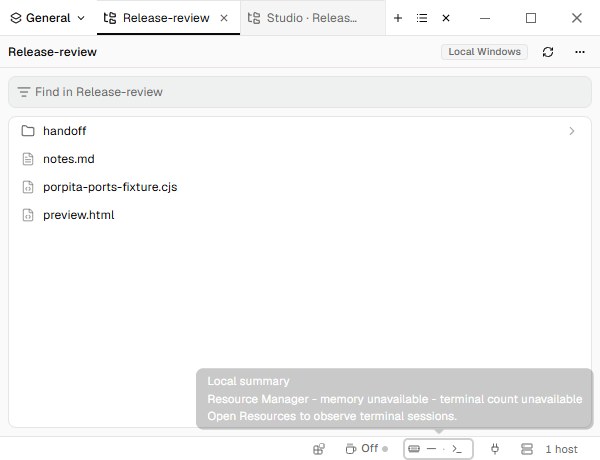 General
Release-review
Studio · Releas...
Release-review
Local Windows
Find in Release-review
handoff
notes.md
porpita-ports-fixture.cjs
preview.html
Local summary
Resource Manager - memory unavailable - terminal count unavailable
Open Resources to observe terminal sessions.
Off
— ·
1 host